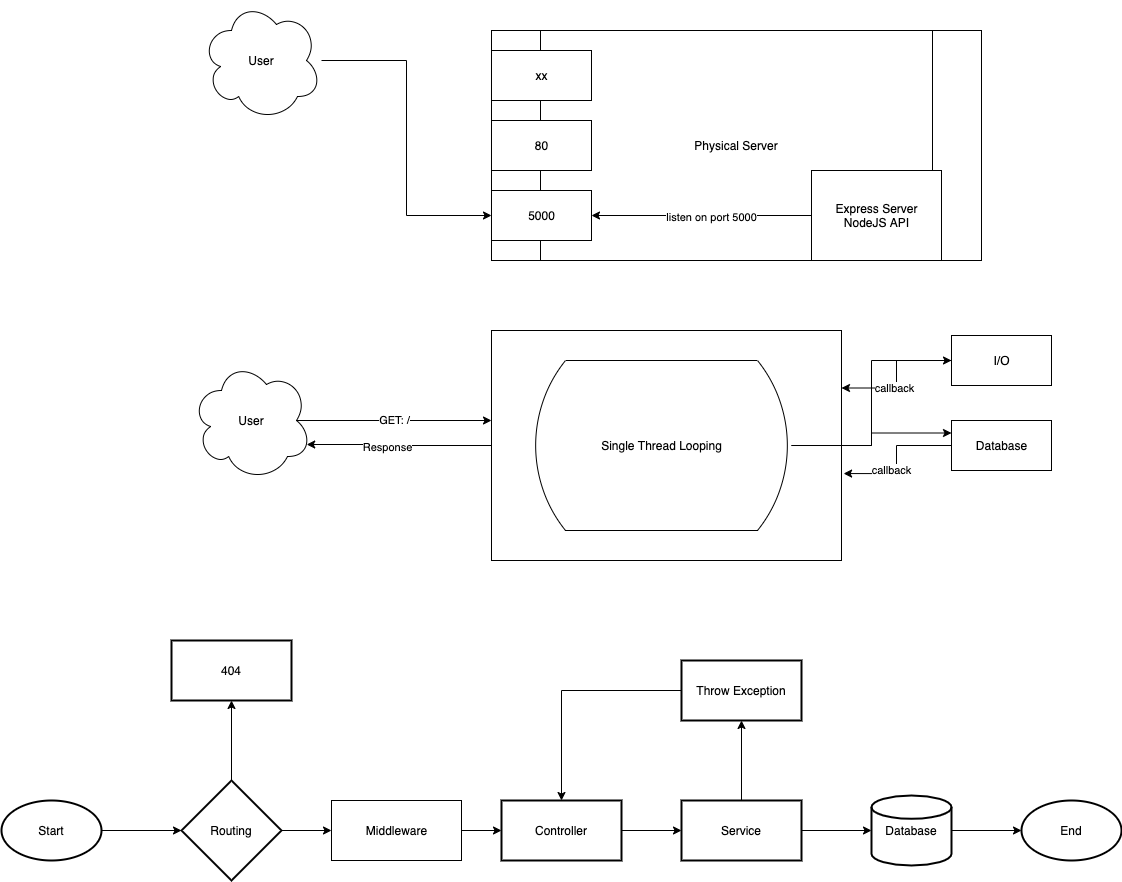 User
xx
80
Physical Server
5000
listen on port 5000
Express Server
NodeJS API
I/O
callback
User
GET: /
Response
Single Thread Looping
Database
callback
404
Throw Exception
Start
Routing
Middleware
Controller
Service
Database
End